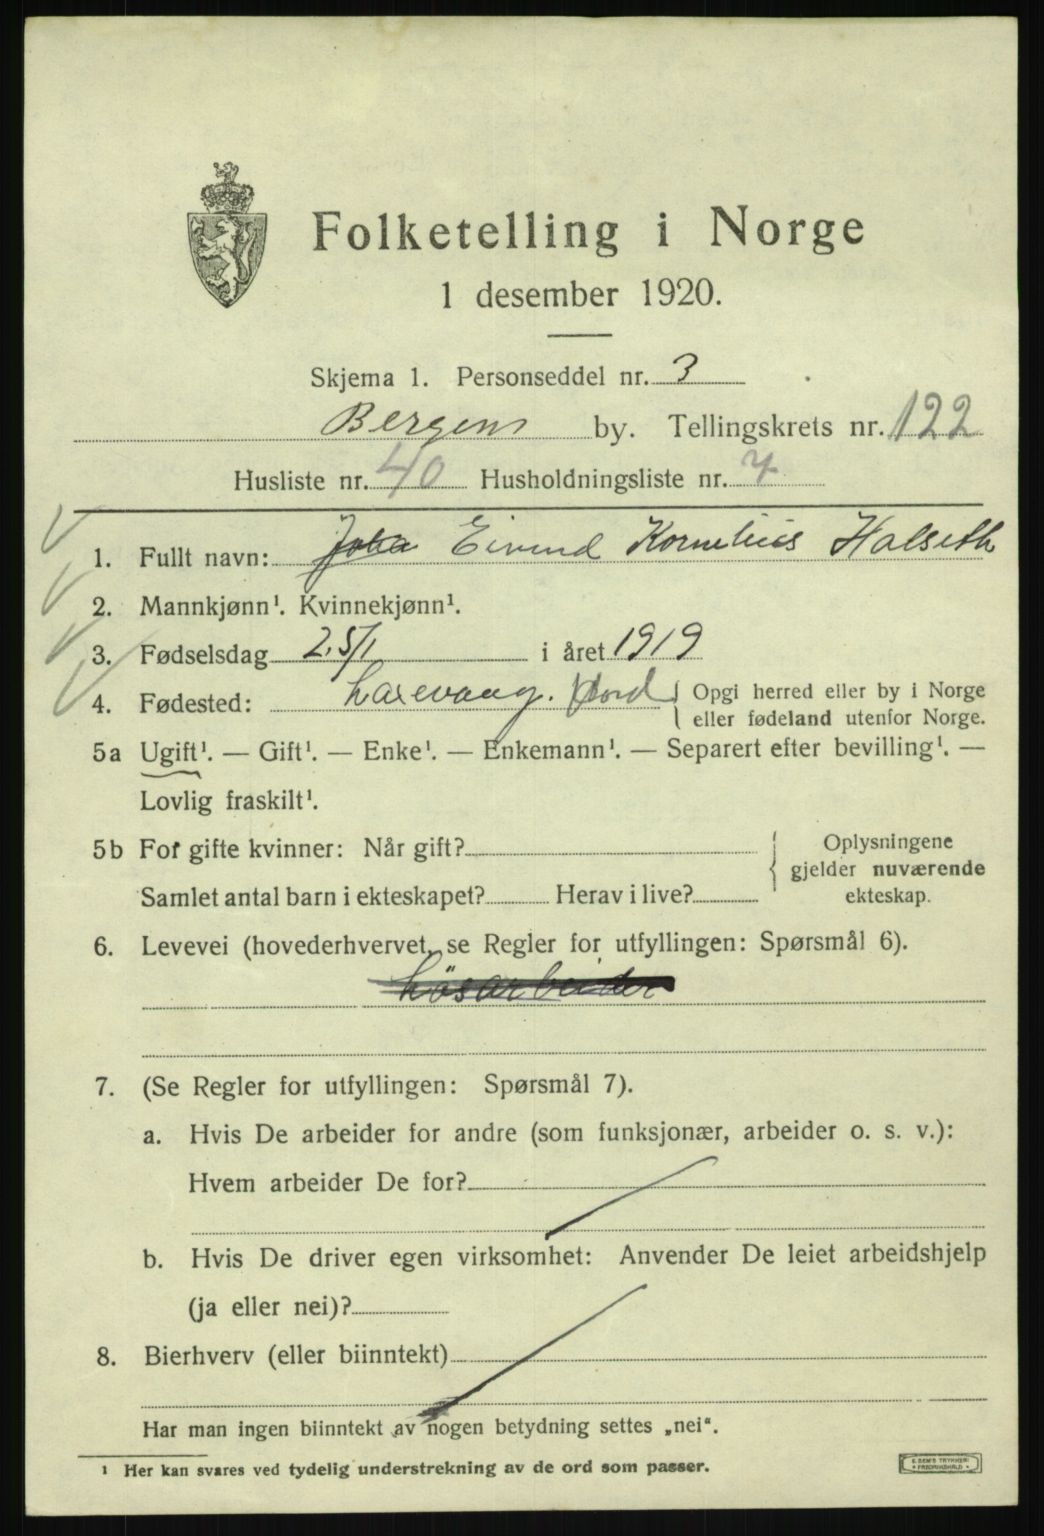 Folketelling i Norge
1 desember 1920.
Skjema 1. Personseddel nr. 3
Bergens by. Tellingskrets nr. 122
Husliste nr. 40 Husholdningsliste nr. 7
1. Fullt navn: Johan Eivind Kornelius Halseth
2. Mannkjønn¹. Kvinnekjønn¹.
3. Fødselsdag 25/1 i året 1919
4. Fødested: Laxevaag. Opgi herred eller by i Norge
eller fødeland utenfor Norge.
5a Ugift¹. — Gift¹. — Enke¹. — Enkemann¹. — Separert efter bevilling¹. —
Lovlig fraskilt¹.
5b For gifte kvinner: Når gift? Oplysningene
gjelder nuværende
Samlet antal barn i ekteskapet? Herav i live? ekteskap.
6. Levevei (hovederhvervet, se Regler for utfyllingen: Spørsmål 6).
Løsarbeider
7. (Se Regler for utfyllingen: Spørsmål 7).
a. Hvis De arbeider for andre (som funksjonær, arbeider o. s. v.):
Hvem arbeider De for?
b. Hvis De driver egen virksomhet: Anvender De leiet arbeidshjelp
(ja eller nei)?
8. Bierhverv (eller biinntekt)
Har man ingen biinntekt av nogen betydning settes „nei“.
¹ Her kan svares ved tydelig understrekning av de ord som passer.